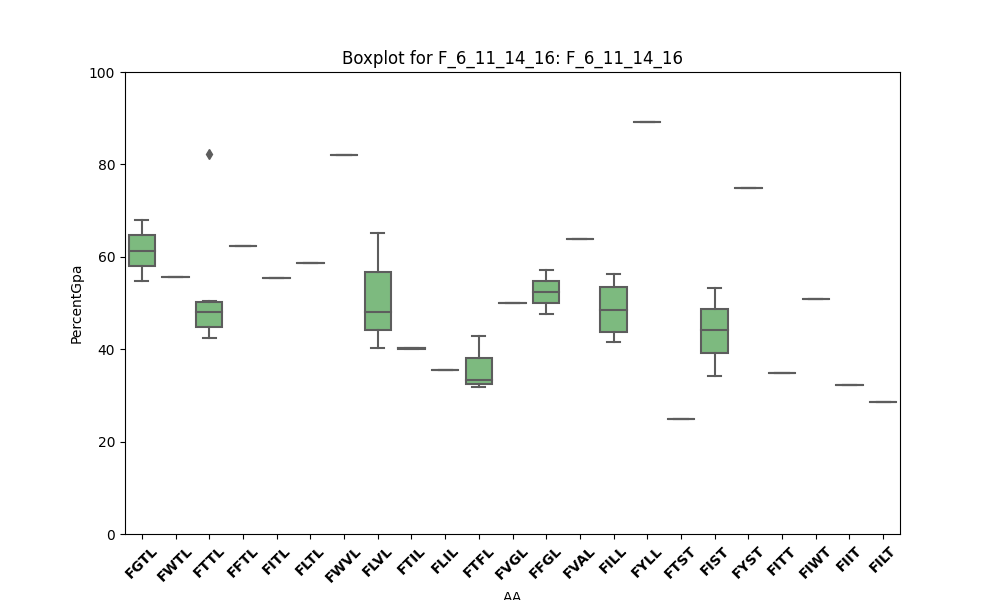 Boxplot for F_6_11_14_16: F_6_11_14_16
100
80
60
40
20
0
PercentGpa
FGTL FWTL FTTL FFTL FITL FLTL FWVL FLVL FTIL FLIL FTFL FVGL FFGL FVAL FILL FYLL FTST FIST FYST FITT FIWT FIIT FILT
AA